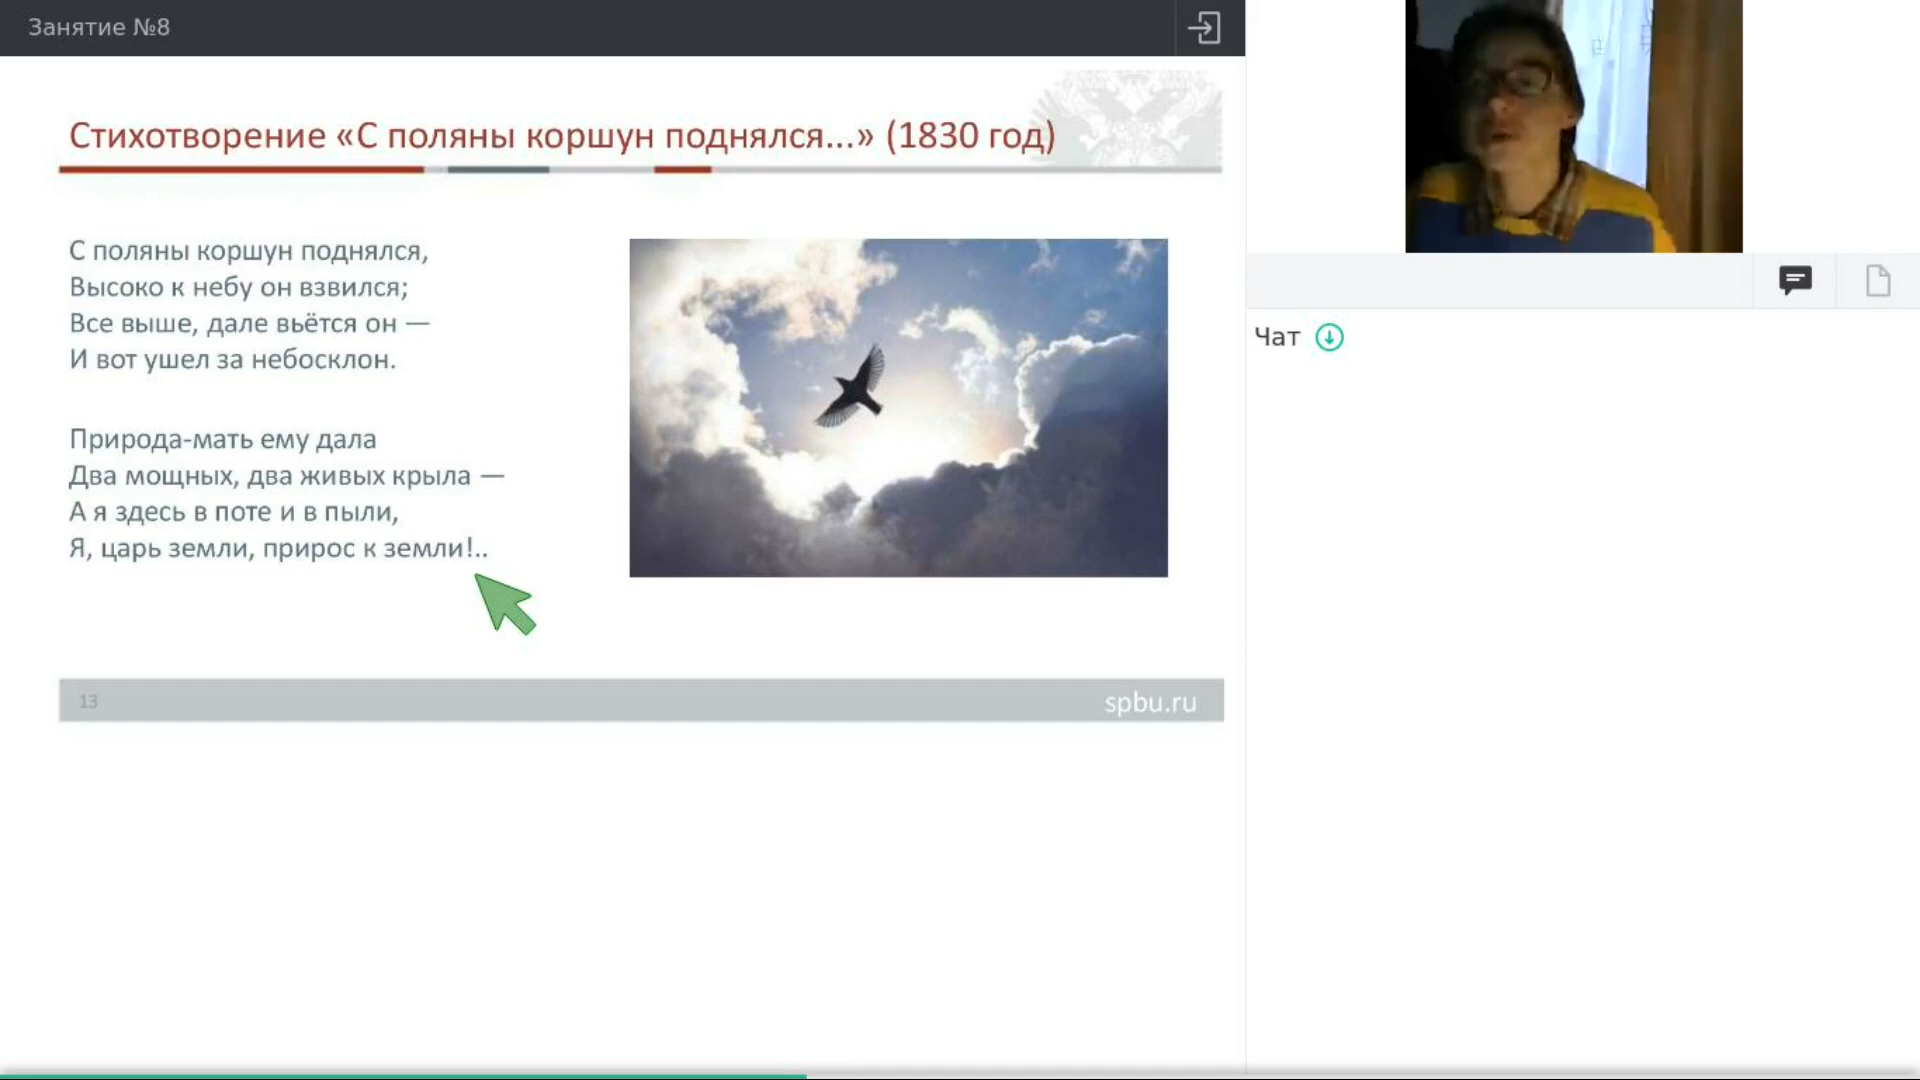 Занятие №8
Стихотворение «С поляны коршун поднялся...» (1830 год)
С поляны коршун поднялся,
Высоко к небу он взвился;
Все выше, дале вьётся он —
И вот ушел за небосклон.
Природа-мать ему дала
Два мощных, два живых крыла —
А я здесь в поте и в пыли,
Я, царь земли, прирос к земли!..
13
spbu.ru
Чат